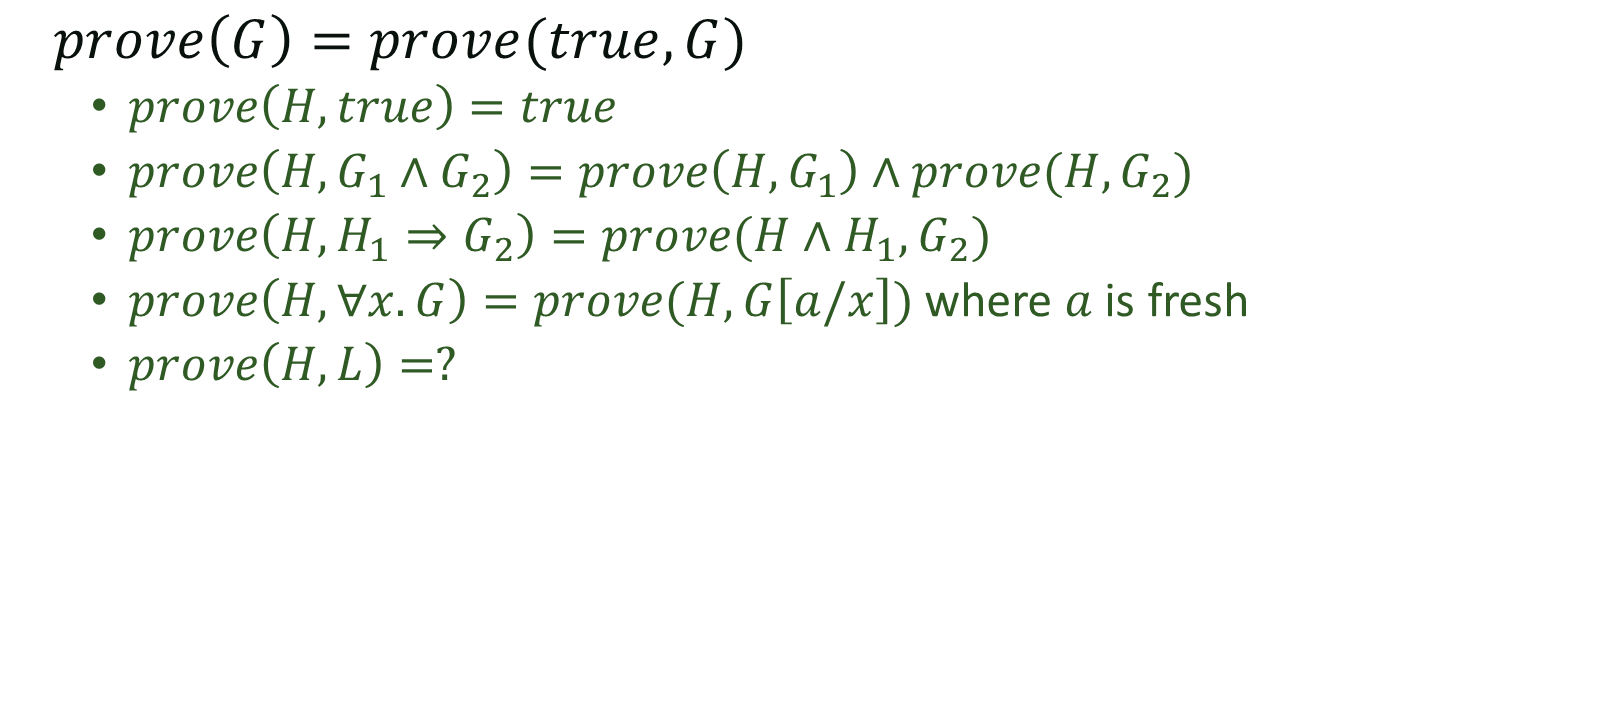 prove(G) = prove(true, G)
• prove(H, true) = true
• prove(H, G₁ ∧ G₂) = prove(H, G₁) ∧ prove(H, G₂)
• prove(H, H₁ ⇒ G₂) = prove(H ∧ H₁, G₂)
• prove(H, ∀x. G) = prove(H, G[a/x]) where a is fresh
• prove(H, L) =?